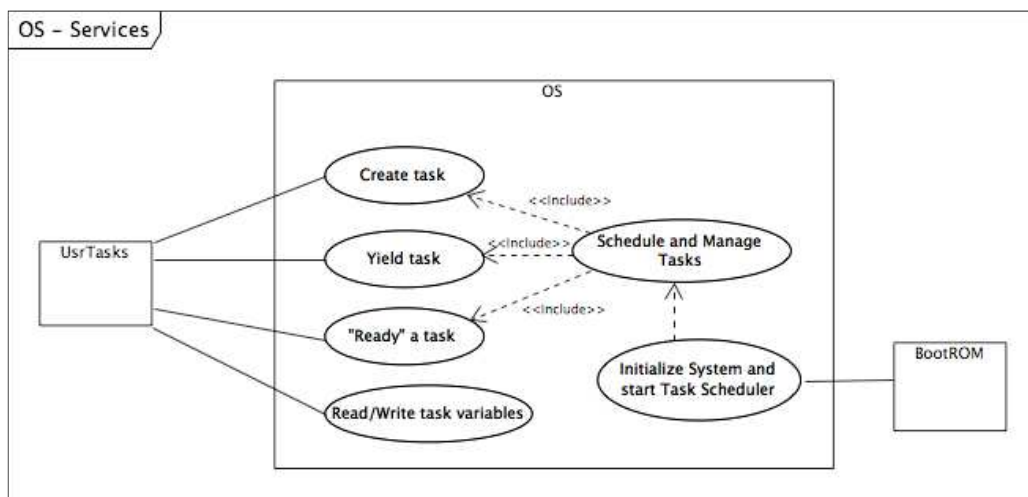 OS - Services
OS
Create task
<<include>>
UsrTasks
Yield task
<<include>>
Schedule and Manage
Tasks
<<include>>
"Ready" a task
Initialize System and
start Task Scheduler
BootROM
Read/Write task variables